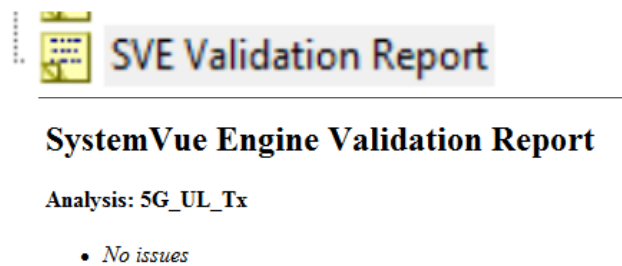 SVE Validation Report
SystemVue Engine Validation Report
Analysis: 5G_UL_Tx
• No issues